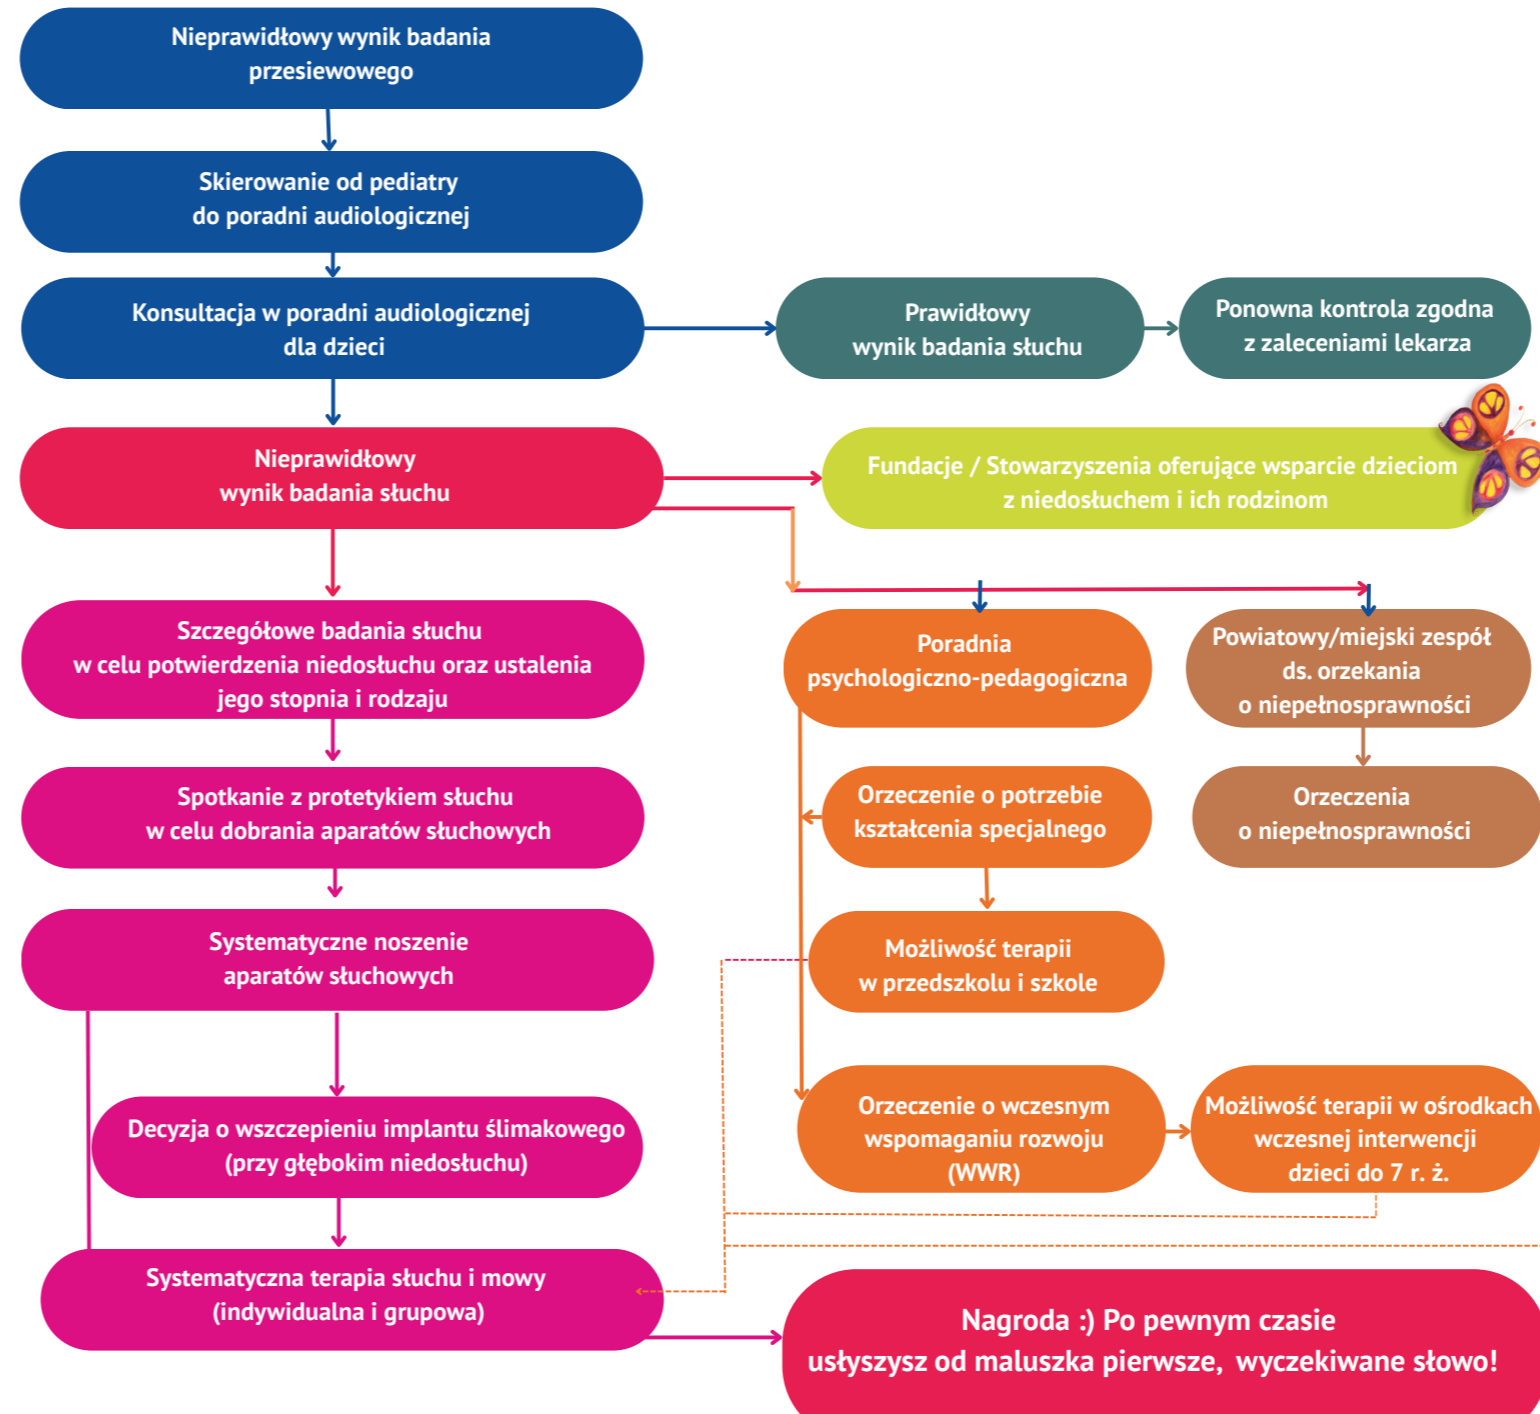 Nieprawidłowy wynik badania
przesiewowego
Skierowanie od pediatry
do poradni audiologicznej
Konsultacja w poradni audiologicznej
dla dzieci
Prawidłowy
wynik badania słuchu
Ponowna kontrola zgodna
z zaleceniami lekarza
Nieprawidłowy
wynik badania słuchu
Fundacje / Stowarzyszenia oferujące wsparcie dzieciom
z niedosłuchem i ich rodzinom
Szczegółowe badania słuchu
w celu potwierdzenia niedosłuchu oraz ustalenia
jego stopnia i rodzaju
Poradnia
psychologiczno-pedagogiczna
Powiatowy/miejski zespół
ds. orzekania
o niepełnosprawności
Spotkanie z protetykiem słuchu
w celu dobrania aparatów słuchowych
Orzeczenie o potrzebie
kształcenia specjalnego
Orzeczenia
o niepełnosprawności
Systematyczne noszenie
aparatów słuchowych
Możliwość terapii
w przedszkolu i szkole
Decyzja o wszczepieniu implantu ślimakowego
(przy głębokim niedosłuchu)
Orzeczenie o wczesnym
wspomaganiu rozwoju
(WWR)
Możliwość terapii w ośrodkach
wczesnej interwencji
dzieci do 7 r. ż.
Systematyczna terapia słuchu i mowy
(indywidualna i grupowa)
Nagroda :) Po pewnym czasie
usłyszysz od maluszka pierwsze, wyczekiwane słowo!